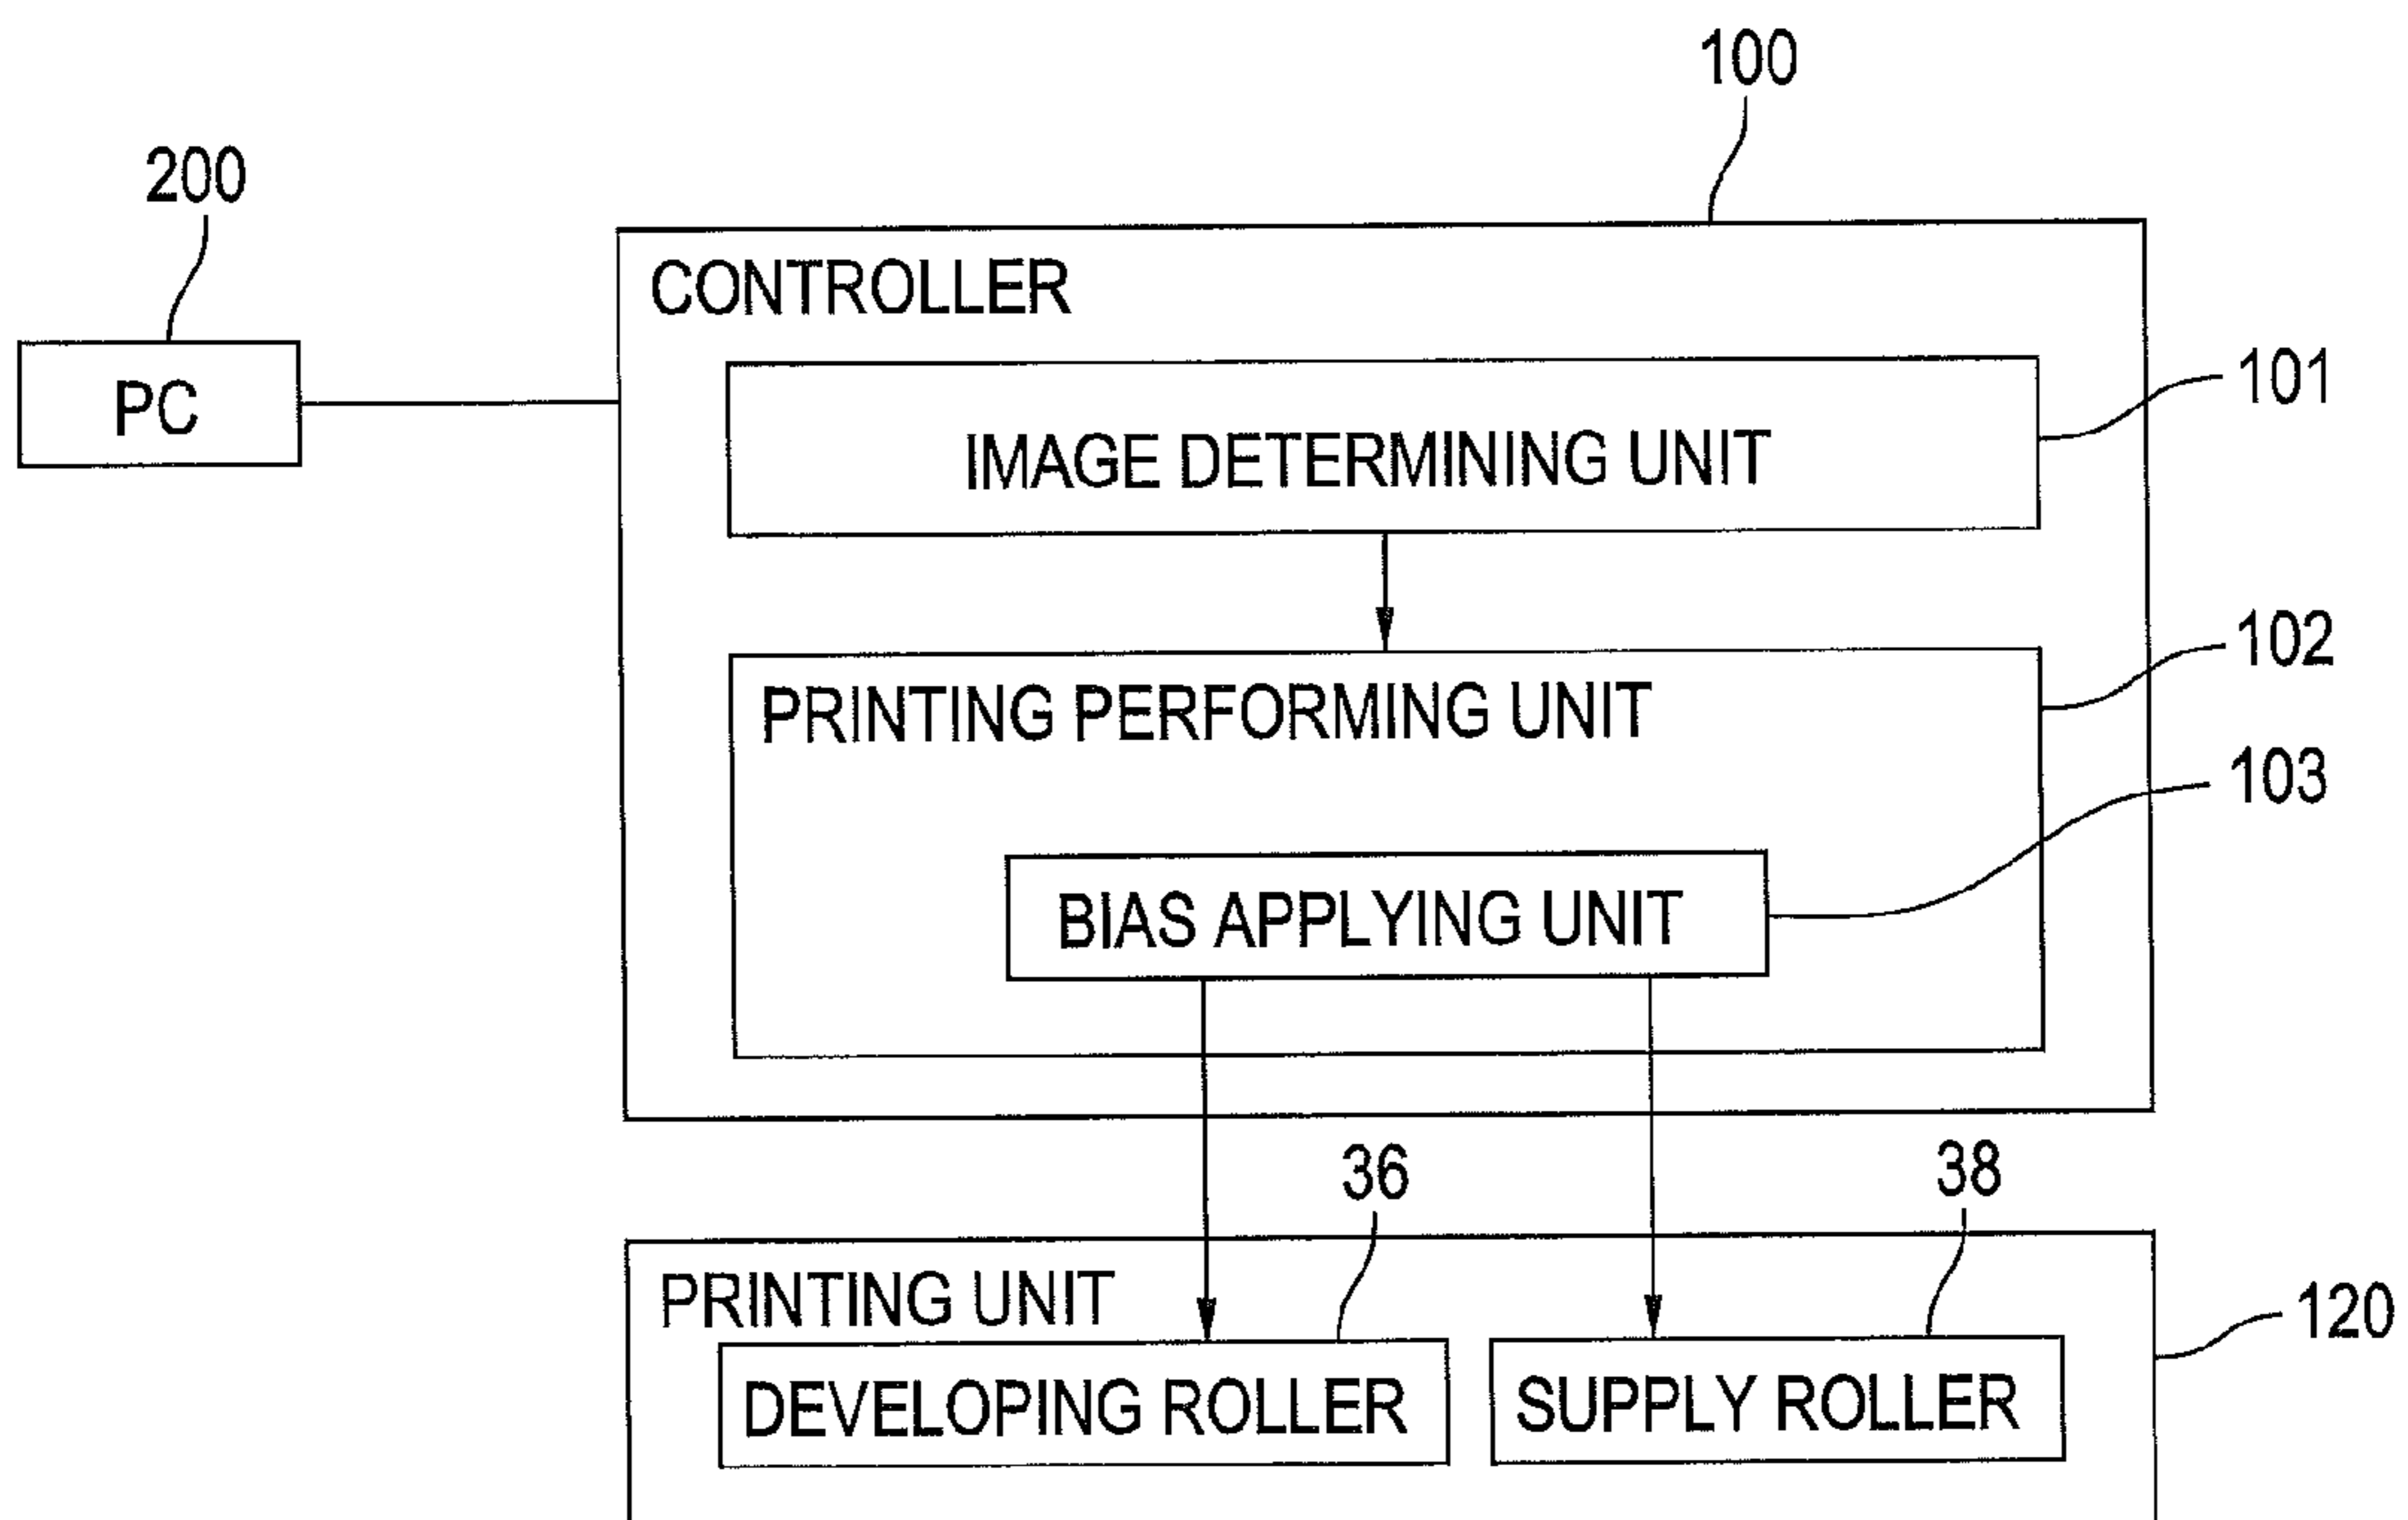 100
200
CONTROLLER
PC
101
IMAGE DETERMINING UNIT
102
PRINTING PERFORMING UNIT
103
BIAS APPLYING UNIT
36
38
PRINTING UNIT
120
DEVELOPING ROLLER
SUPPLY ROLLER